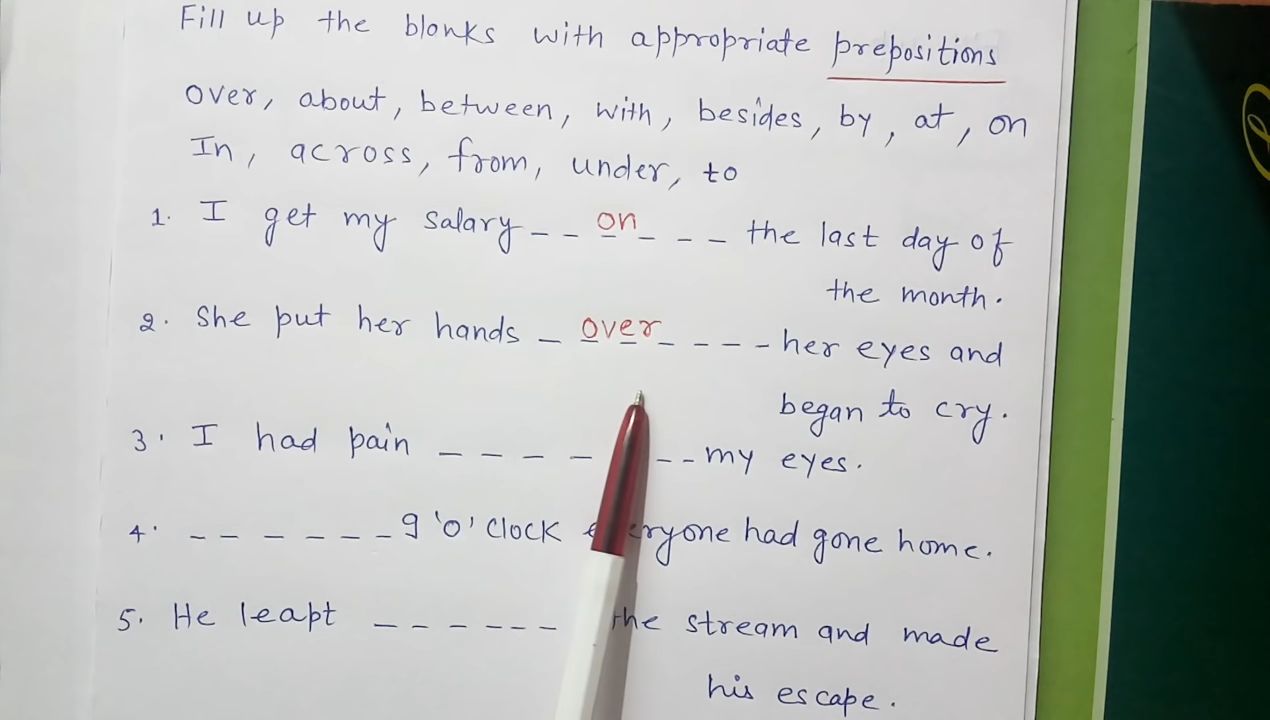 Fill up the blanks with appropriate prepositions
over, about, between, with, besides, by, at, on
In, across, from, under, to
1. I get my salary -- on --- the last day of
the month.
2. She put her hands - over ---- her eyes and
began to cry.
3. I had pain ---- -- my eyes.
4. ------ 9 'o' clock everyone had gone home.
5. He leapt ------ the stream and made
his escape.